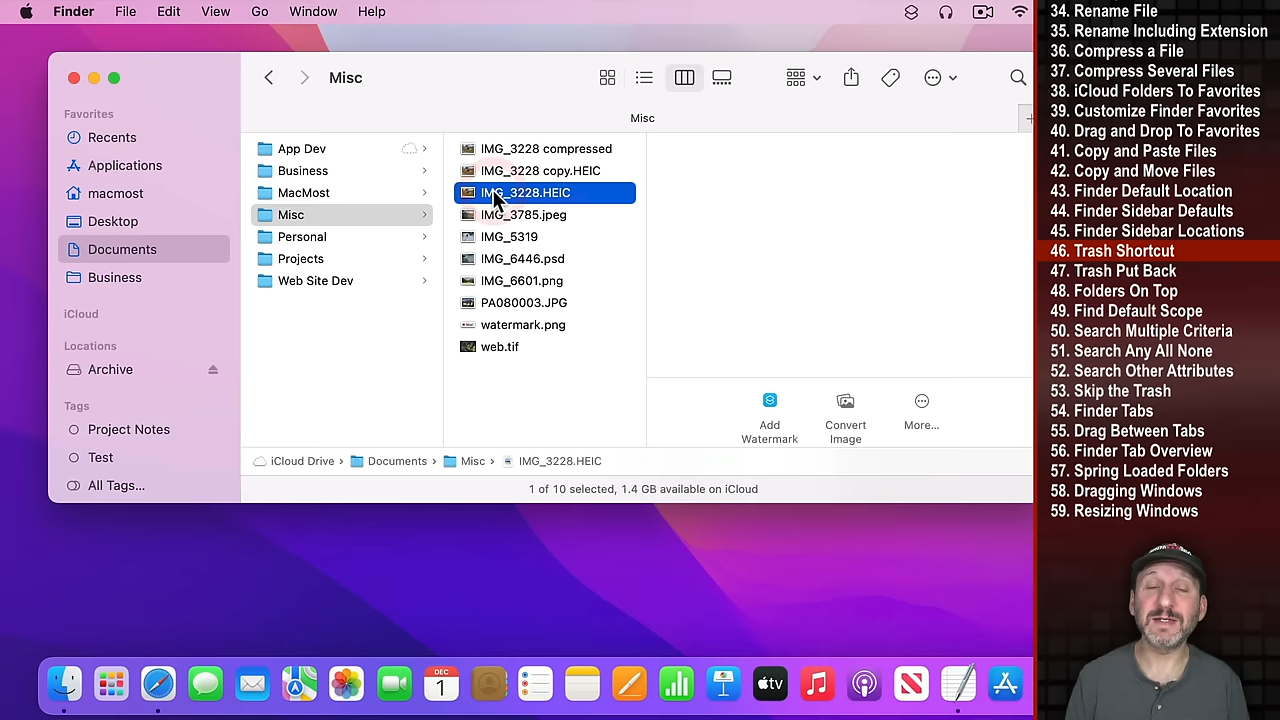 Finder File Edit View Go Window Help
Misc
Misc
Favorites
Recents
Applications
macmost
Desktop
Documents
Business
iCloud
Locations
Archive
Tags
Project Notes
Test
All Tags...
App Dev
Business
MacMost
Misc
Personal
Projects
Web Site Dev
IMG_3228 compressed
IMG_3228 copy.HEIC
IMG_3228.HEIC
IMG_3785.jpeg
IMG_5319
IMG_6446.psd
IMG_6601.png
PA080003.JPG
watermark.png
web.tif
Add
Watermark
Convert
Image
More...
iCloud Drive › Documents › Misc › IMG_3228.HEIC
1 of 10 selected, 1.4 GB available on iCloud
DEC
1
tv
34. Rename File
35. Rename Including Extension
36. Compress a File
37. Compress Several Files
38. iCloud Folders To Favorites
39. Customize Finder Favorites
40. Drag and Drop To Favorites
41. Copy and Paste Files
42. Copy and Move Files
43. Finder Default Location
44. Finder Sidebar Defaults
45. Finder Sidebar Locations
46. Trash Shortcut
47. Trash Put Back
48. Folders On Top
49. Find Default Scope
50. Search Multiple Criteria
51. Search Any All None
52. Search Other Attributes
53. Skip the Trash
54. Finder Tabs
55. Drag Between Tabs
56. Finder Tab Overview
57. Spring Loaded Folders
58. Dragging Windows
59. Resizing Windows